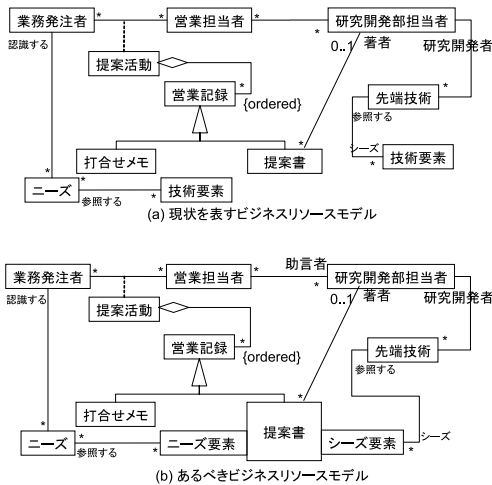 業務発注者 * * 営業担当者 * * 研究開発部担当者
認識する 0..1 著者 研究開発者
提案活動
営業記録 * {ordered} 先端技術 *
参照する
シーズ
打合せメモ 提案書 * * 技術要素
*
ニーズ * * 技術要素
参照する
(a) 現状を表すビジネスリソースモデル
助言者
業務発注者 * * 営業担当者 * * 研究開発部担当者
認識する 0..1 著者 研究開発者
提案活動
営業記録 * {ordered} 先端技術 *
参照する
打合せメモ * 提案書
* シーズ
ニーズ * * ニーズ要素 シーズ要素 *
参照する
(b) あるべきビジネスリソースモデル